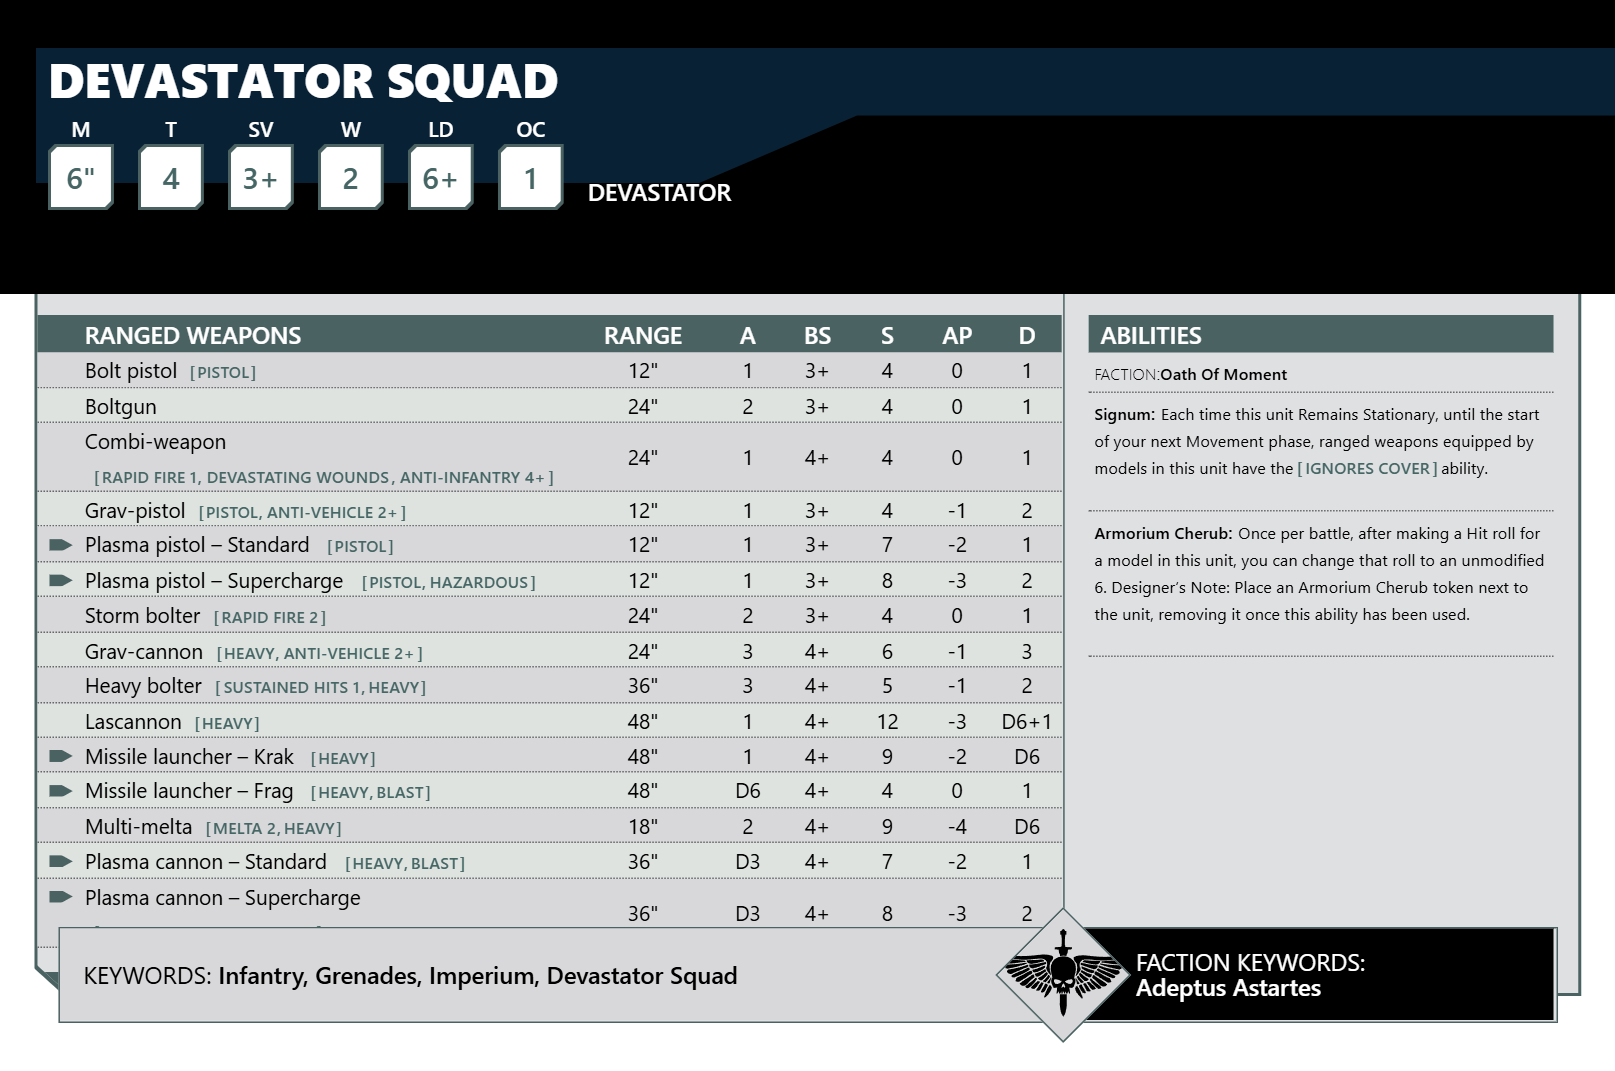 DEVASTATOR SQUAD
M T SV W LD OC
6" 4 3+ 2 6+ 1 DEVASTATOR
RANGED WEAPONS RANGE A BS S AP D
Bolt pistol [PISTOL] 12" 1 3+ 4 0 1
Boltgun 24" 2 3+ 4 0 1
Combi-weapon
[RAPID FIRE 1, DEVASTATING WOUNDS, ANTI-INFANTRY 4+] 24" 1 4+ 4 0 1
Grav-pistol [PISTOL, ANTI-VEHICLE 2+] 12" 1 3+ 4 -1 2
Plasma pistol – Standard [PISTOL] 12" 1 3+ 7 -2 1
Plasma pistol – Supercharge [PISTOL, HAZARDOUS] 12" 1 3+ 8 -3 2
Storm bolter [RAPID FIRE 2] 24" 2 3+ 4 0 1
Grav-cannon [HEAVY, ANTI-VEHICLE 2+] 24" 3 4+ 6 -1 3
Heavy bolter [SUSTAINED HITS 1, HEAVY] 36" 3 4+ 5 -1 2
Lascannon [HEAVY] 48" 1 4+ 12 -3 D6+1
Missile launcher – Krak [HEAVY] 48" 1 4+ 9 -2 D6
Missile launcher – Frag [HEAVY, BLAST] 48" D6 4+ 4 0 1
Multi-melta [MELTA 2, HEAVY] 18" 2 4+ 9 -4 D6
Plasma cannon – Standard [HEAVY, BLAST] 36" D3 4+ 7 -2 1
Plasma cannon – Supercharge
36" D3 4+ 8 -3 2
ABILITIES
FACTION:Oath Of Moment
Signum: Each time this unit Remains Stationary, until the start
of your next Movement phase, ranged weapons equipped by
models in this unit have the [IGNORES COVER] ability.
Armorium Cherub: Once per battle, after making a Hit roll for
a model in this unit, you can change that roll to an unmodified
6. Designer’s Note: Place an Armorium Cherub token next to
the unit, removing it once this ability has been used.
KEYWORDS: Infantry, Grenades, Imperium, Devastator Squad
FACTION KEYWORDS:
Adeptus Astartes